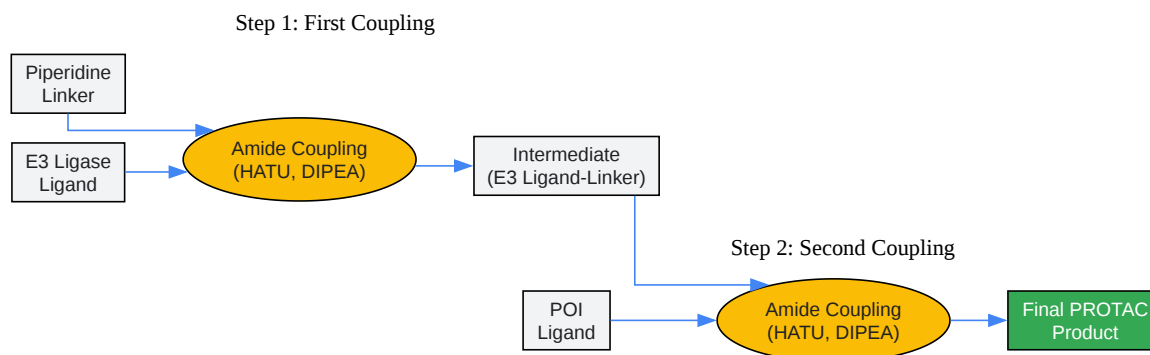 Step 1: First Coupling
Piperidine
Linker
E3 Ligase
Ligand
Amide Coupling
(HATU, DIPEA)
Intermediate
(E3 Ligand-Linker)
Step 2: Second Coupling
POI
Ligand
Amide Coupling
(HATU, DIPEA)
Final PROTAC
Product